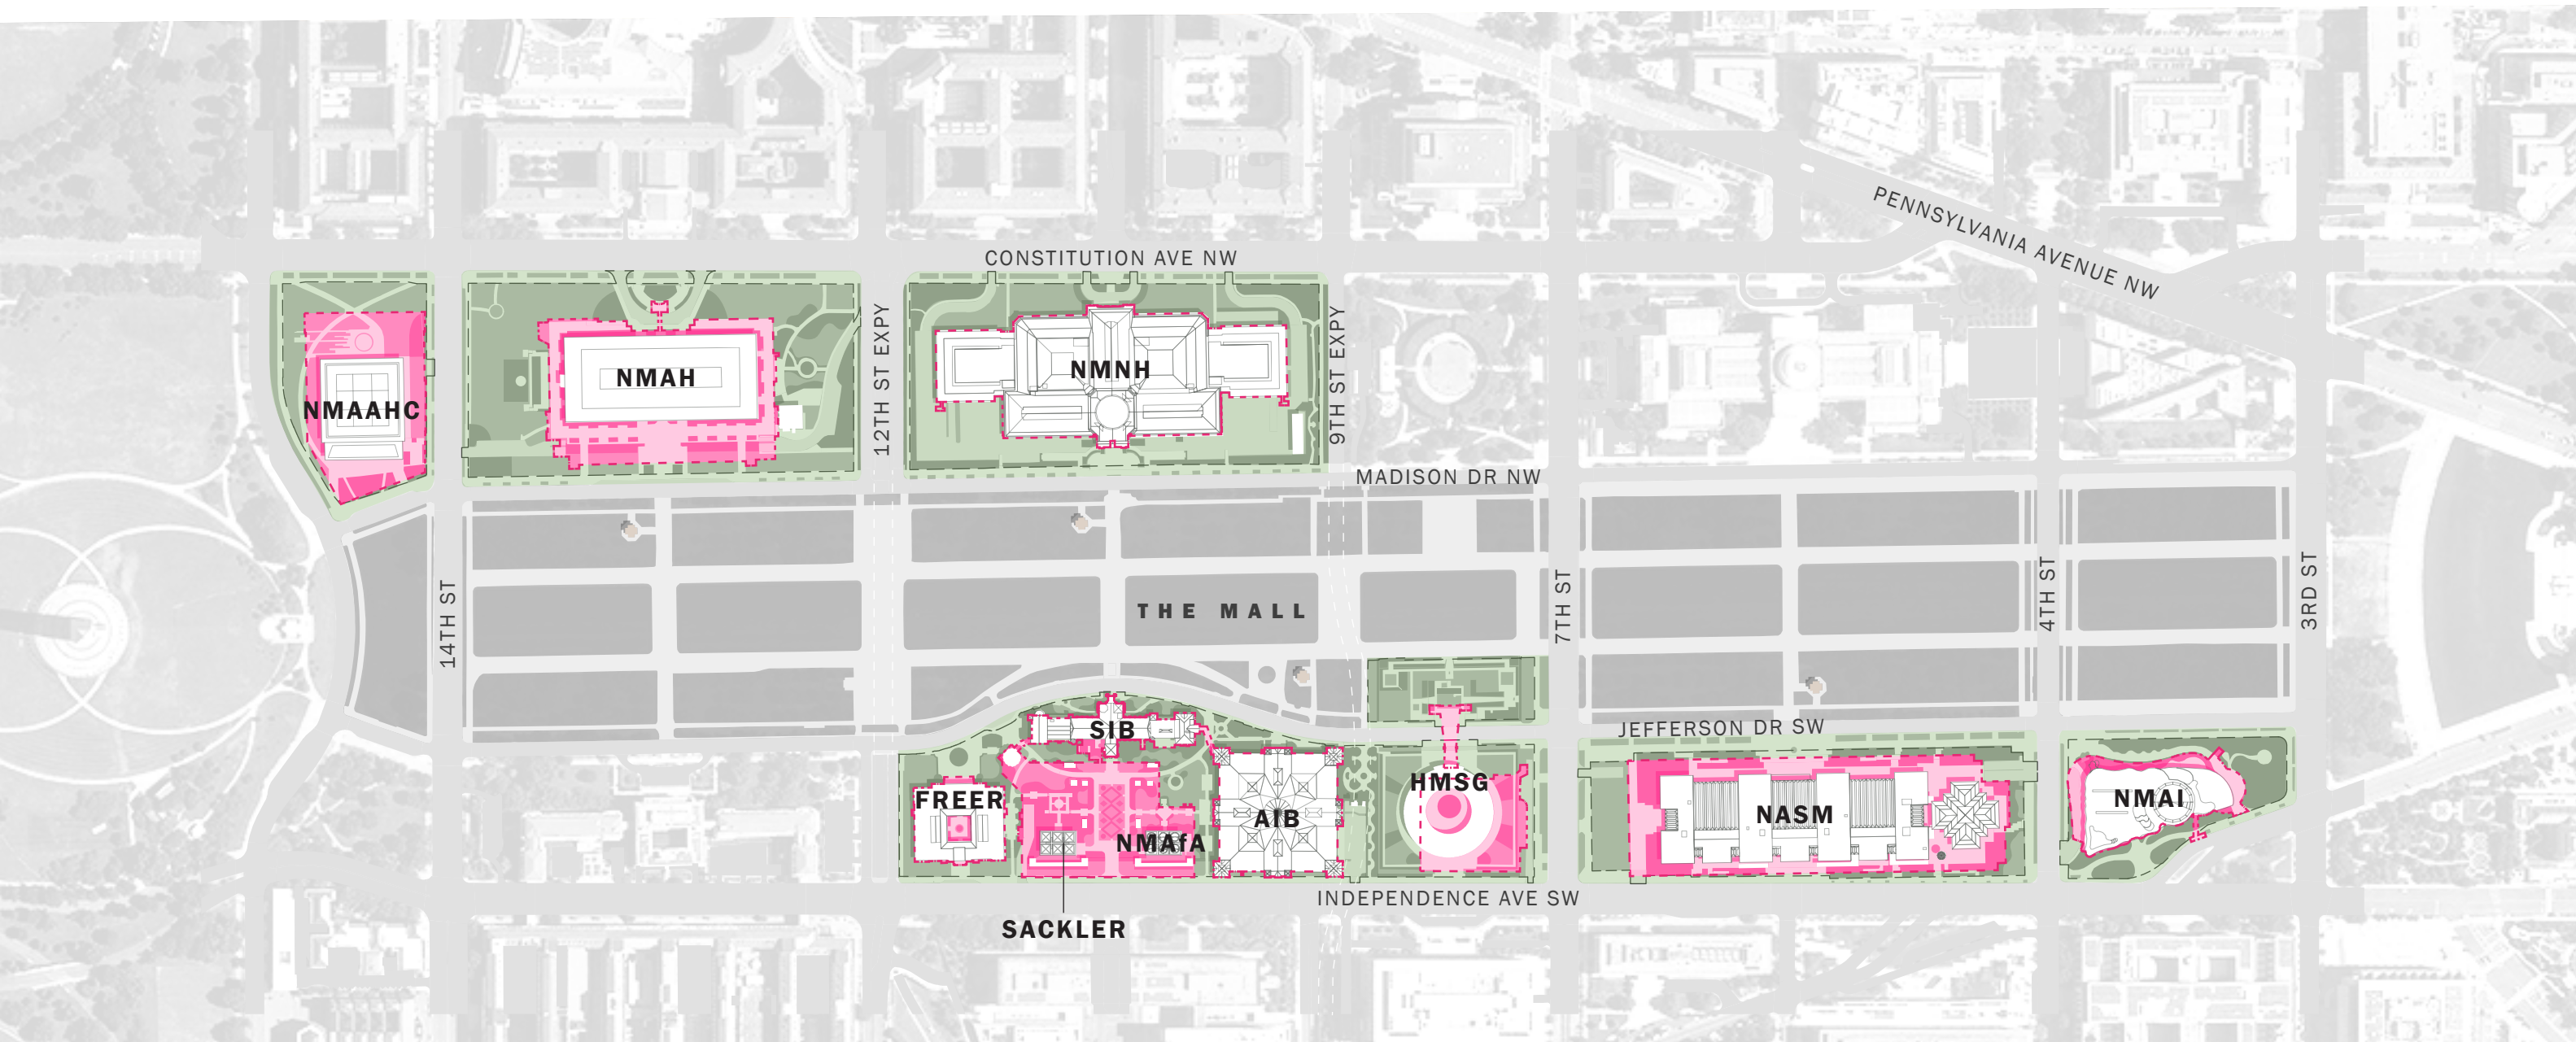 PENNSYLVANIA AVENUE NW
CONSTITUTION AVE NW
NMAAHC
NMAH
12TH ST EXPY
NMNH
9TH ST EXPY
MADISON DR NW
14TH ST
THE MALL
7TH ST
4TH ST
3RD ST
SIB
JEFFERSON DR SW
FREER
NMAfA
AIB
HMSG
NASM
NMAI
INDEPENDENCE AVE SW
SACKLER